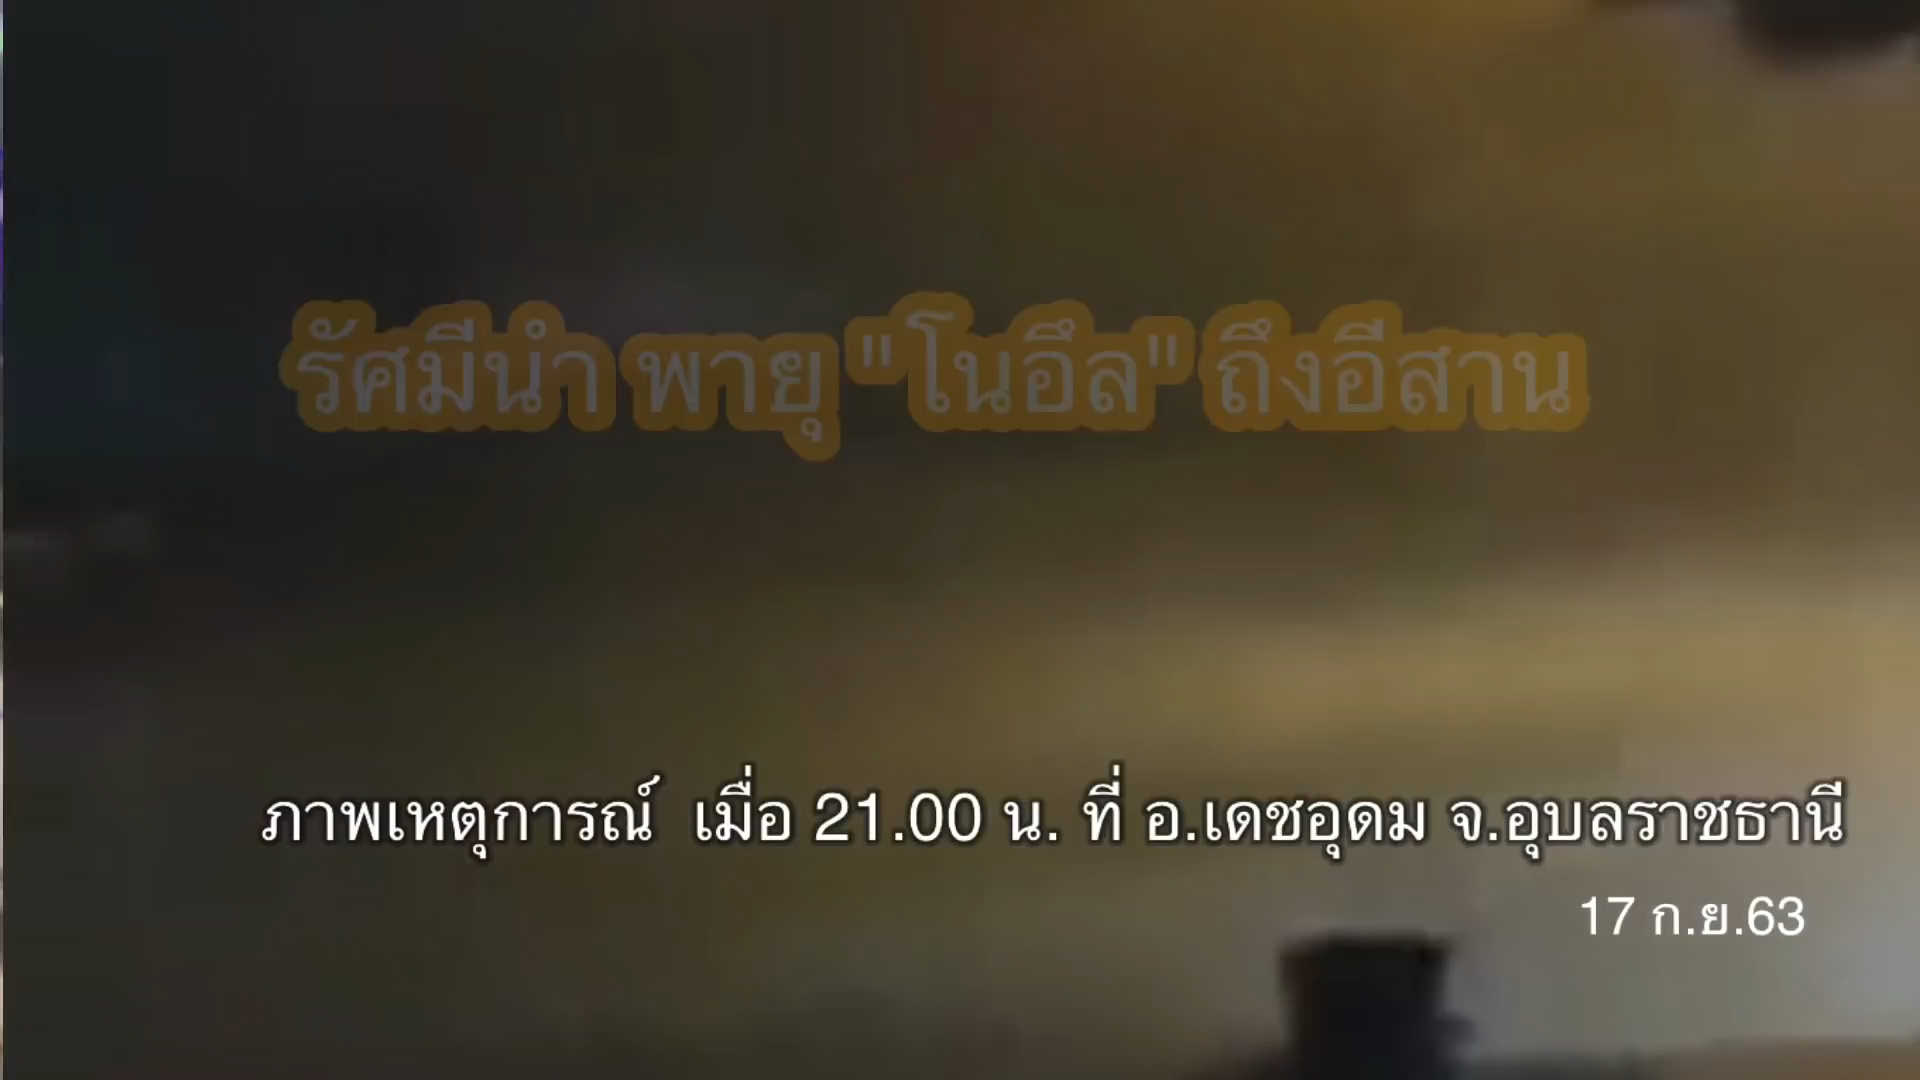 รัศมีนำ พายุ "โนอึล" ถึงอีสาน
ภาพเหตุการณ์ เมื่อ 21.00 น. ที่ อ.เดชอุดม จ.อุบลราชธานี
17 ก.ย.63